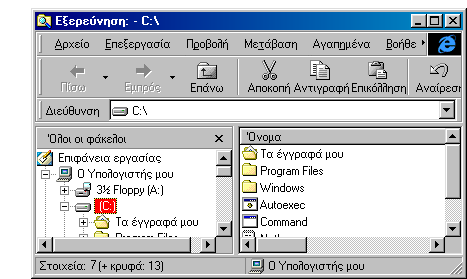 Εξερεύνηση: - C:\
Αρχείο Επεξεργασία Προβολή Μετάβαση Αγαπημένα Βοήθε
Πίσω Εμπρός Επάνω Αποκοπή Αντιγραφή Επικόλληση Αναίρεσ
Διεύθυνση C:\
Όλοι οι φάκελοι
Όνομα
Επιφάνεια εργασίας
Ο Υπολογιστής μου
3½ Floppy (A:)
(C:
Τα έγγραφά μου
Program Files
Τα έγγραφά μου
Program Files
Windows
Autoexec
Command
Στοιχεία: 7 (+ κρυφά: 13)
Ο Υπολογιστής μου